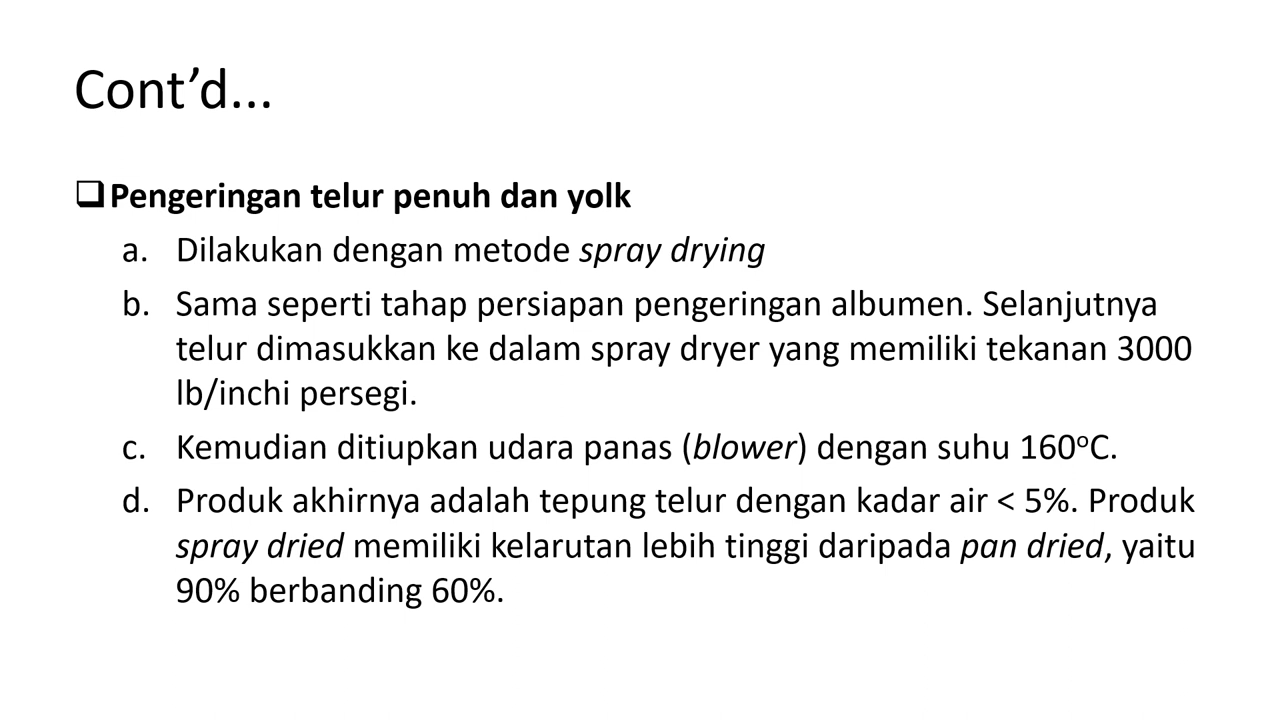 Cont’d...
❑Pengeringan telur penuh dan yolk
a. Dilakukan dengan metode spray drying
b. Sama seperti tahap persiapan pengeringan albumen. Selanjutnya
telur dimasukkan ke dalam spray dryer yang memiliki tekanan 3000
lb/inchi persegi.
c. Kemudian ditiupkan udara panas (blower) dengan suhu 160ᵒC.
d. Produk akhirnya adalah tepung telur dengan kadar air < 5%. Produk
spray dried memiliki kelarutan lebih tinggi daripada pan dried, yaitu
90% berbanding 60%.